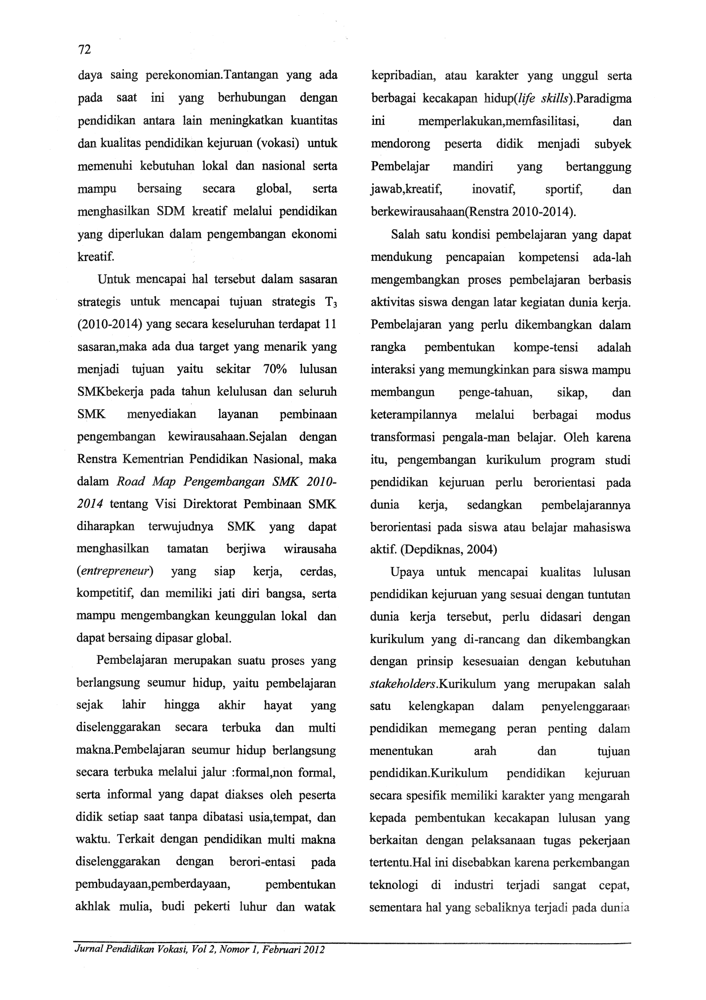 72
daya saing perekonomian.Tantangan yang ada
pada saat ini yang berhubungan dengan
pendidikan antara lain meningkatkan kuantitas
dan kualitas pendidikan kejuruan (vokasi) untuk
memenuhi kebutuhan lokal dan nasional serta
mampu bersaing secara global, serta
menghasilkan SDM kreatif melalui pendidikan
yang diperlukan dalam pengembangan ekonomi
kreatif.
Untuk mencapai hal tersebut dalam sasaran
strategis untuk mencapai tujuan strategis T₃
(2010-2014) yang secara keseluruhan terdapat 11
sasaran,maka ada dua target yang menarik yang
menjadi tujuan yaitu sekitar 70% lulusan
SMKbekerja pada tahun kelulusan dan seluruh
SMK menyediakan layanan pembinaan
pengembangan kewirausahaan.Sejalan dengan
Renstra Kementrian Pendidikan Nasional, maka
dalam Road Map Pengembangan SMK 2010-
2014 tentang Visi Direktorat Pembinaan SMK
diharapkan terwujudnya SMK yang dapat
menghasilkan tamatan berjiwa wirausaha
(entrepreneur) yang siap kerja, cerdas,
kompetitif, dan memiliki jati diri bangsa, serta
mampu mengembangkan keunggulan lokal dan
dapat bersaing dipasar global.
Pembelajaran merupakan suatu proses yang
berlangsung seumur hidup, yaitu pembelajaran
sejak lahir hingga akhir hayat yang
diselenggarakan secara terbuka dan multi
makna.Pembelajaran seumur hidup berlangsung
secara terbuka melalui jalur :formal,non formal,
serta informal yang dapat diakses oleh peserta
didik setiap saat tanpa dibatasi usia,tempat, dan
waktu. Terkait dengan pendidikan multi makna
diselenggarakan dengan berori-entasi pada
pembudayaan,pemberdayaan, pembentukan
akhlak mulia, budi pekerti luhur dan watak
kepribadian, atau karakter yang unggul serta
berbagai kecakapan hidup(life skills).Paradigma
ini memperlakukan,memfasilitasi, dan
mendorong peserta didik menjadi subyek
Pembelajar mandiri yang bertanggung
jawab,kreatif, inovatif, sportif, dan
berkewirausahaan(Renstra 2010-2014).
Salah satu kondisi pembelajaran yang dapat
mendukung pencapaian kompetensi ada-lah
mengembangkan proses pembelajaran berbasis
aktivitas siswa dengan latar kegiatan dunia kerja.
Pembelajaran yang perlu dikembangkan dalam
rangka pembentukan kompe-tensi adalah
interaksi yang memungkinkan para siswa mampu
membangun penge-tahuan, sikap, dan
keterampilannya melalui berbagai modus
transformasi pengala-man belajar. Oleh karena
itu, pengembangan kurikulum program studi
pendidikan kejuruan perlu berorientasi pada
dunia kerja, sedangkan pembelajarannya
berorientasi pada siswa atau belajar mahasiswa
aktif. (Depdiknas, 2004)
Upaya untuk mencapai kualitas lulusan
pendidikan kejuruan yang sesuai dengan tuntutan
dunia kerja tersebut, perlu didasari dengan
kurikulum yang di-rancang dan dikembangkan
dengan prinsip kesesuaian dengan kebutuhan
stakeholders.Kurikulum yang merupakan salah
satu kelengkapan dalam penyelenggaraan
pendidikan memegang peran penting dalam
menentukan arah dan tujuan
pendidikan.Kurikulum pendidikan kejuruan
secara spesifik memiliki karakter yang mengarah
kepada pembentukan kecakapan lulusan yang
berkaitan dengan pelaksanaan tugas pekerjaan
tertentu.Hal ini disebabkan karena perkembangan
teknologi di industri terjadi sangat cepat,
sementara hal yang sebaliknya terjadi pada dunia
Jurnal Pendidikan Vokasi, Vol 2, Nomor 1, Februari 2012